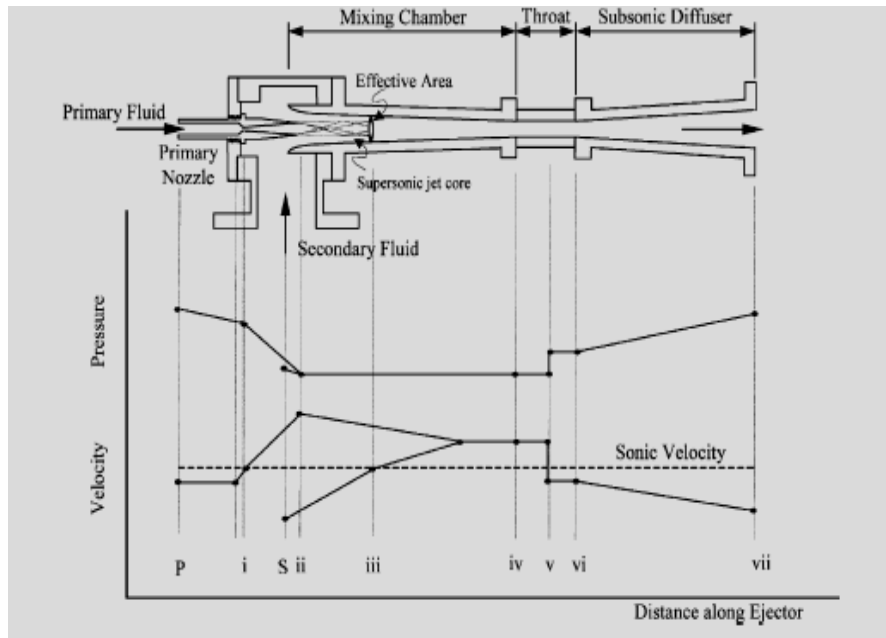 Mixing Chamber
Throat
Subsonic Diffuser
Effective Area
Primary Fluid
Primary
Nozzle
Supersonic jet core
Secondary Fluid
Pressure
Velocity
Sonic Velocity
P
i
S
ii
iii
iv
v
vi
vii
Distance along Ejector